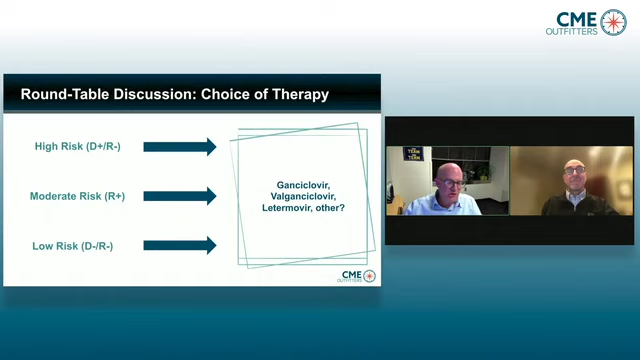 CME
OUTFITTERS
Round-Table Discussion: Choice of Therapy
High Risk (D+/R-)
Moderate Risk (R+)
Low Risk (D-/R-)
Ganciclovir,
Valganciclovir,
Letermovir, other?
CME
OUTFITTERS